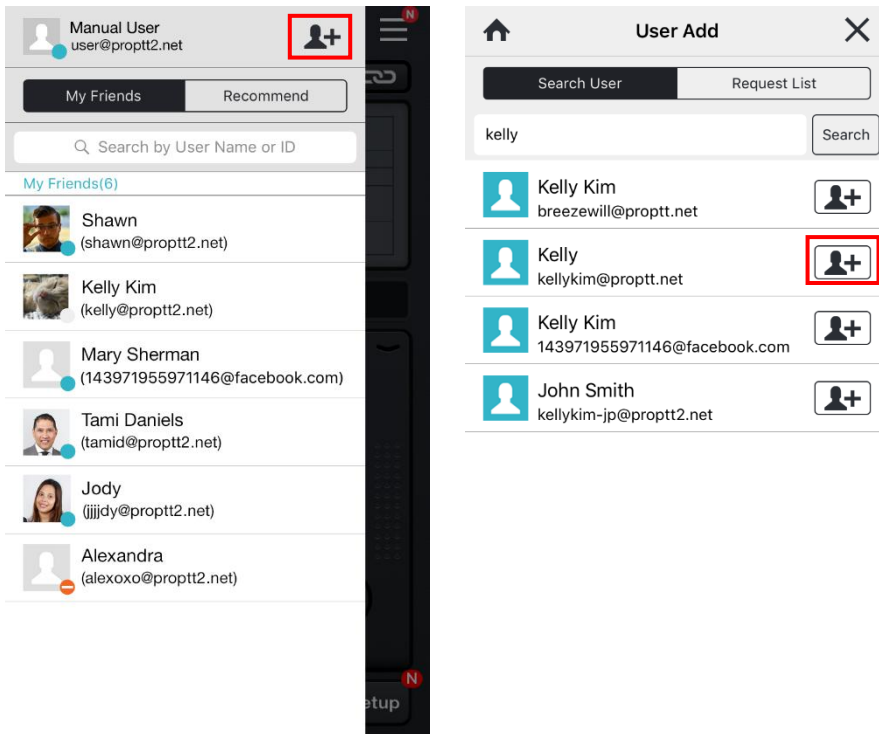 Manual User
user@proptt2.net
N
My Friends
Recommend
Search by User Name or ID
My Friends(6)
Shawn
(shawn@proptt2.net)
Kelly Kim
(kelly@proptt2.net)
Mary Sherman
(143971955971146@facebook.com)
Tami Daniels
(tamid@proptt2.net)
Jody
(jjjjdy@proptt2.net)
Alexandra
(alexoxo@proptt2.net)
N
etup
User Add
Search User
Request List
kelly
Search
Kelly Kim
breezewill@proptt.net
Kelly
kellykim@proptt.net
Kelly Kim
143971955971146@facebook.com
John Smith
kellykim-jp@proptt2.net